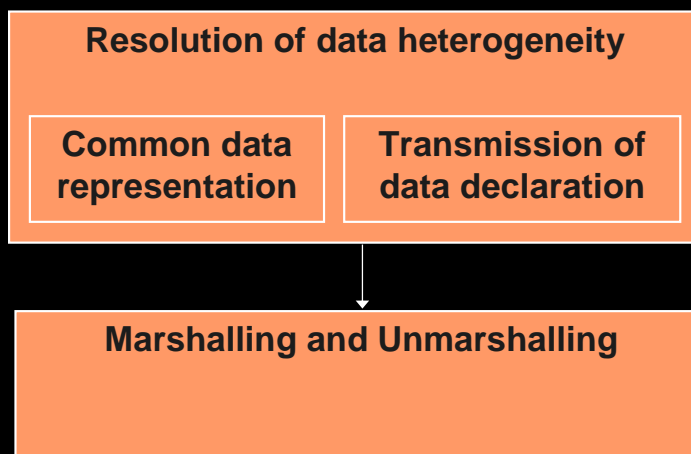 Resolution of data heterogeneity
Common data
representation
Transmission of
data declaration
Marshalling and Unmarshalling